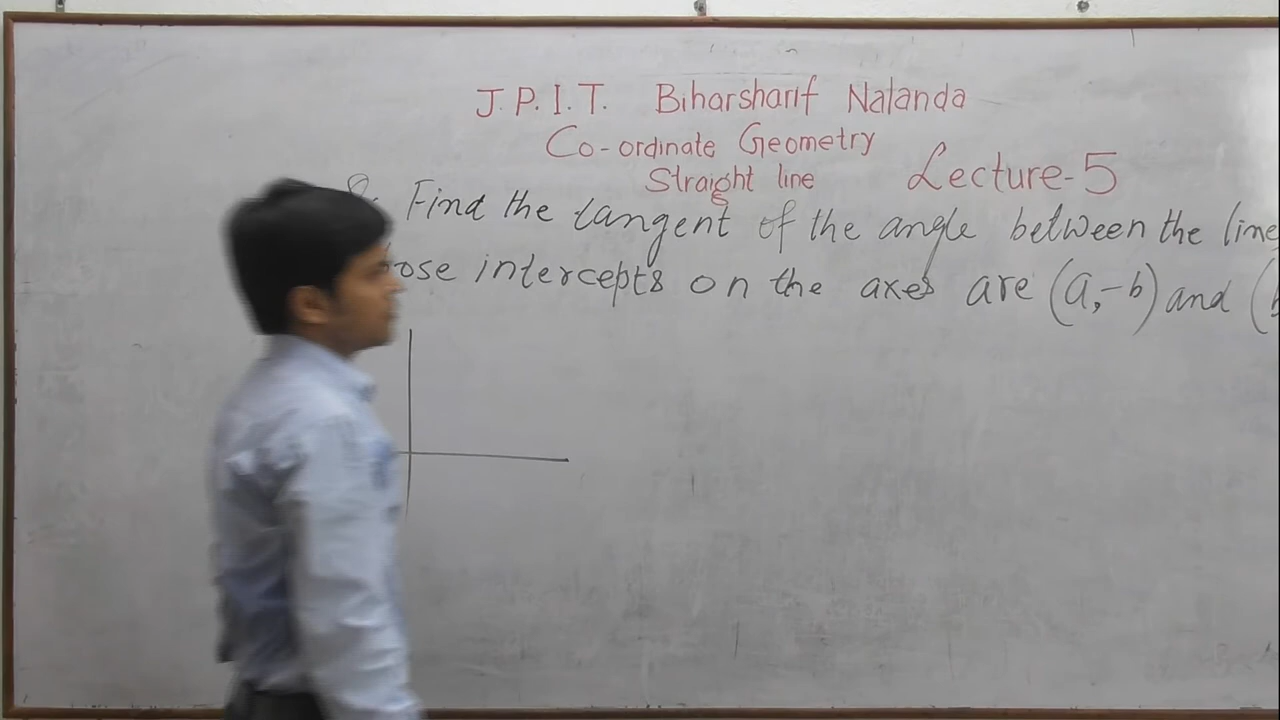 J.P.I.T. Biharsharif Nalanda
Co-ordinate Geometry
Straight line Lecture-5
Find the tangent of the angle between the line
intercepts on the axes are (a,-b) and (b